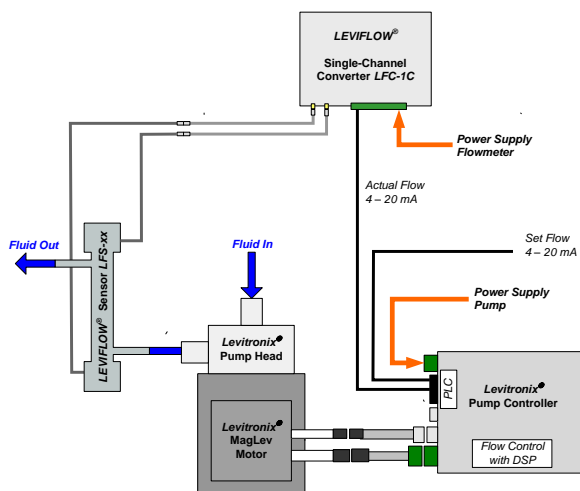 LEVIFLOW®
Single-Channel
Converter LFC-1C
Power Supply
Flowmeter
Actual Flow
4 – 20 mA
Set Flow
4 – 20 mA
Fluid Out
Fluid In
LEVIFLOW® Sensor LFS-xx
Power Supply
Pump
Levitronix
Pump Head
PLC
Levitronix
Pump Controller
Levitronix
MagLev
Motor
Flow Control
with DSP